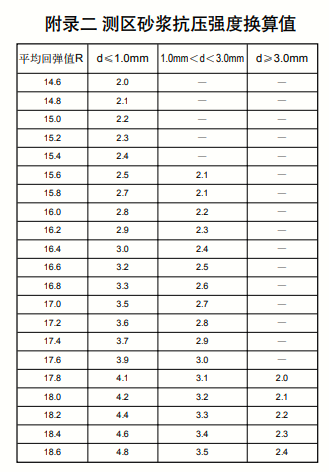 附录二 测区砂浆抗压强度换算值
平均回弹值R d≤1.0mm 1.0mm<d<3.0mm d≥3.0mm
14.6 2.0 — —
14.8 2.1 — —
15.0 2.2 — —
15.2 2.3 — —
15.4 2.4 — —
15.6 2.5 2.1 —
15.8 2.7 2.1 —
16.0 2.8 2.2 —
16.2 2.9 2.3 —
16.4 3.0 2.4 —
16.6 3.2 2.5 —
16.8 3.3 2.6 —
17.0 3.5 2.7 —
17.2 3.6 2.8 —
17.4 3.7 2.9 —
17.6 3.9 3.0 —
17.8 4.1 3.1 2.0
18.0 4.2 3.2 2.1
18.2 4.4 3.3 2.2
18.4 4.6 3.4 2.3
18.6 4.8 3.5 2.4